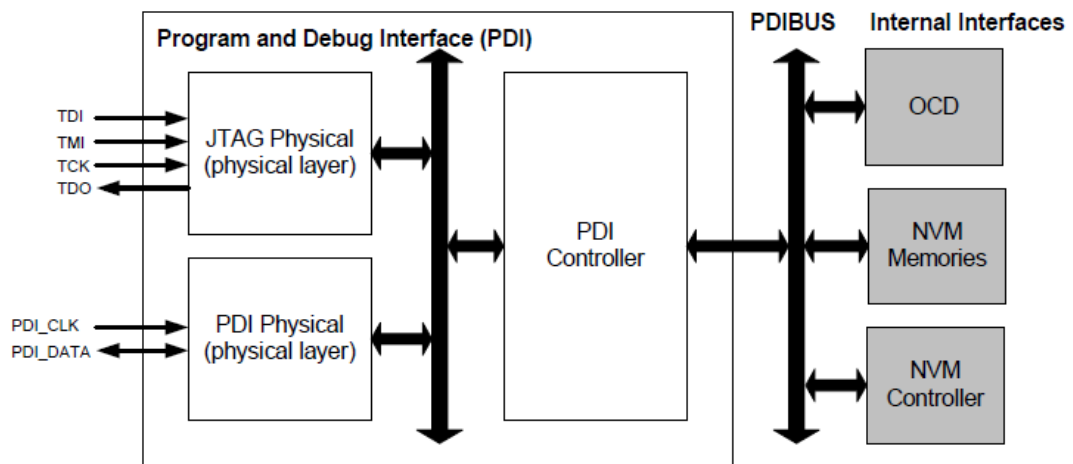 Program and Debug Interface (PDI)
PDIBUS
Internal Interfaces
TDI
TMI
TCK
TDO
JTAG Physical
(physical layer)
PDI_CLK
PDI_DATA
PDI Physical
(physical layer)
PDI
Controller
OCD
NVM
Memories
NVM
Controller